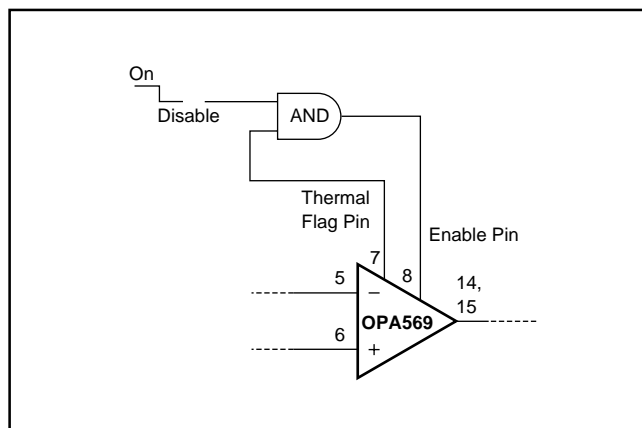 On
Disable
AND
Thermal
Flag Pin
Enable Pin
7
8
14,
15
5
−
OPA569
6
+